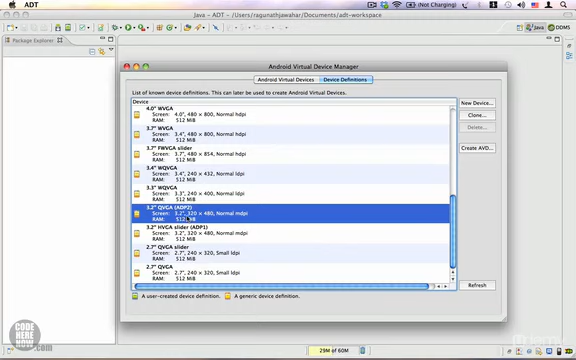 ADT
(Not Charging)
Java – ADT – /Users/ragunathjawahar/Documents/adt-workspace
Java
DDMS
Package Explorer
Android Virtual Device Manager
Android Virtual Devices
Device Definitions
List of known device definitions. This can later be used to create Android Virtual Devices.
Device
4.0" WVGA
Screen: 4.0", 480 × 800, Normal hdpi
RAM: 512 MiB
3.7" WVGA
Screen: 3.7", 480 × 800, Normal hdpi
RAM: 512 MiB
3.7" FWVGA slider
Screen: 3.7", 480 × 854, Normal hdpi
RAM: 512 MiB
3.4" WQVGA
Screen: 3.4", 240 × 432, Normal ldpi
RAM: 512 MiB
3.3" WQVGA
Screen: 3.3", 240 × 400, Normal ldpi
RAM: 512 MiB
3.2" QVGA (ADP2)
Screen: 3.2", 320 × 480, Normal mdpi
RAM: 512 MiB
3.2" HVGA slider (ADP1)
Screen: 3.2", 320 × 480, Normal mdpi
RAM: 512 MiB
2.7" QVGA slider
Screen: 2.7", 240 × 320, Small ldpi
RAM: 512 MiB
2.7" QVGA
Screen: 2.7", 240 × 320, Small ldpi
RAM: 512 MiB
New Device...
Clone...
Delete...
Create AVD...
Refresh
A user-created device definition.
A generic device definition.
CODE
HERE
NOW
29M of 60M